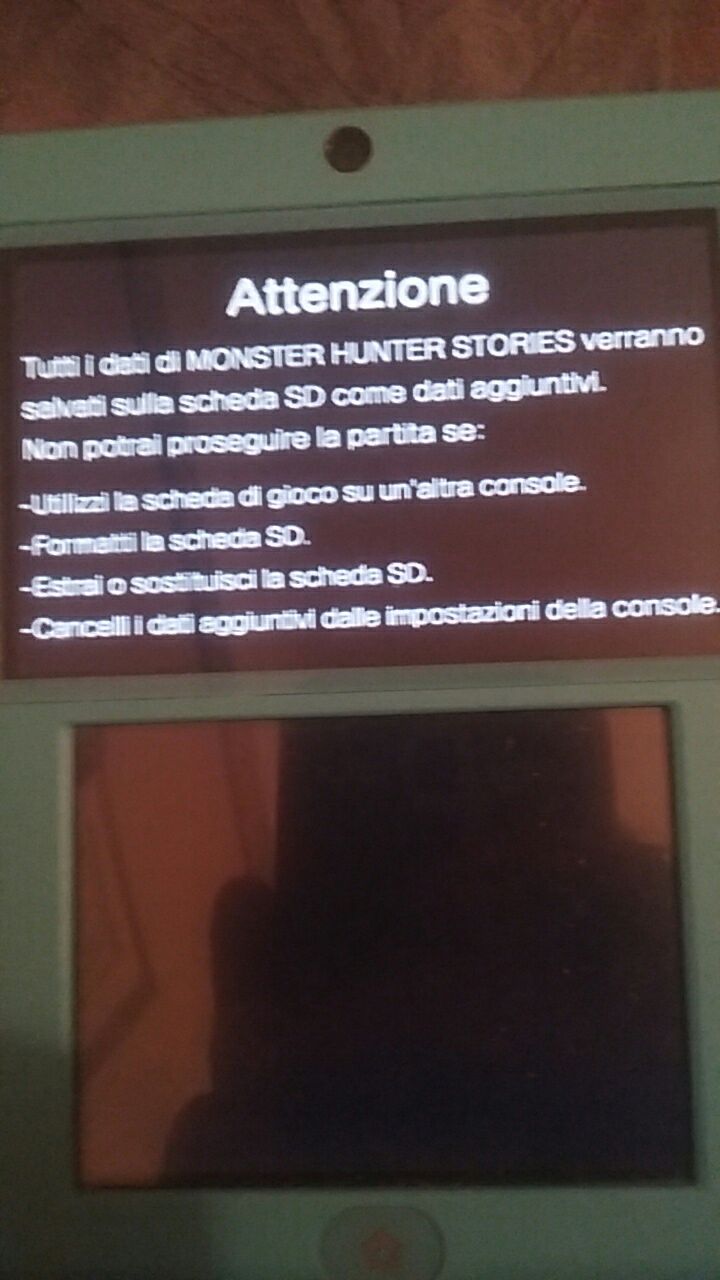 Attenzione
Tutti i dati di MONSTER HUNTER STORIES verranno
salvati sulla scheda SD come dati aggiuntivi.
Non potrai proseguire la partita se:
-Utilizzi la scheda di gioco su un'altra console.
-Formatti la scheda SD.
-Estrai o sostituisci la scheda SD.
-Cancelli i dati aggiuntivi dalle impostazioni della console.